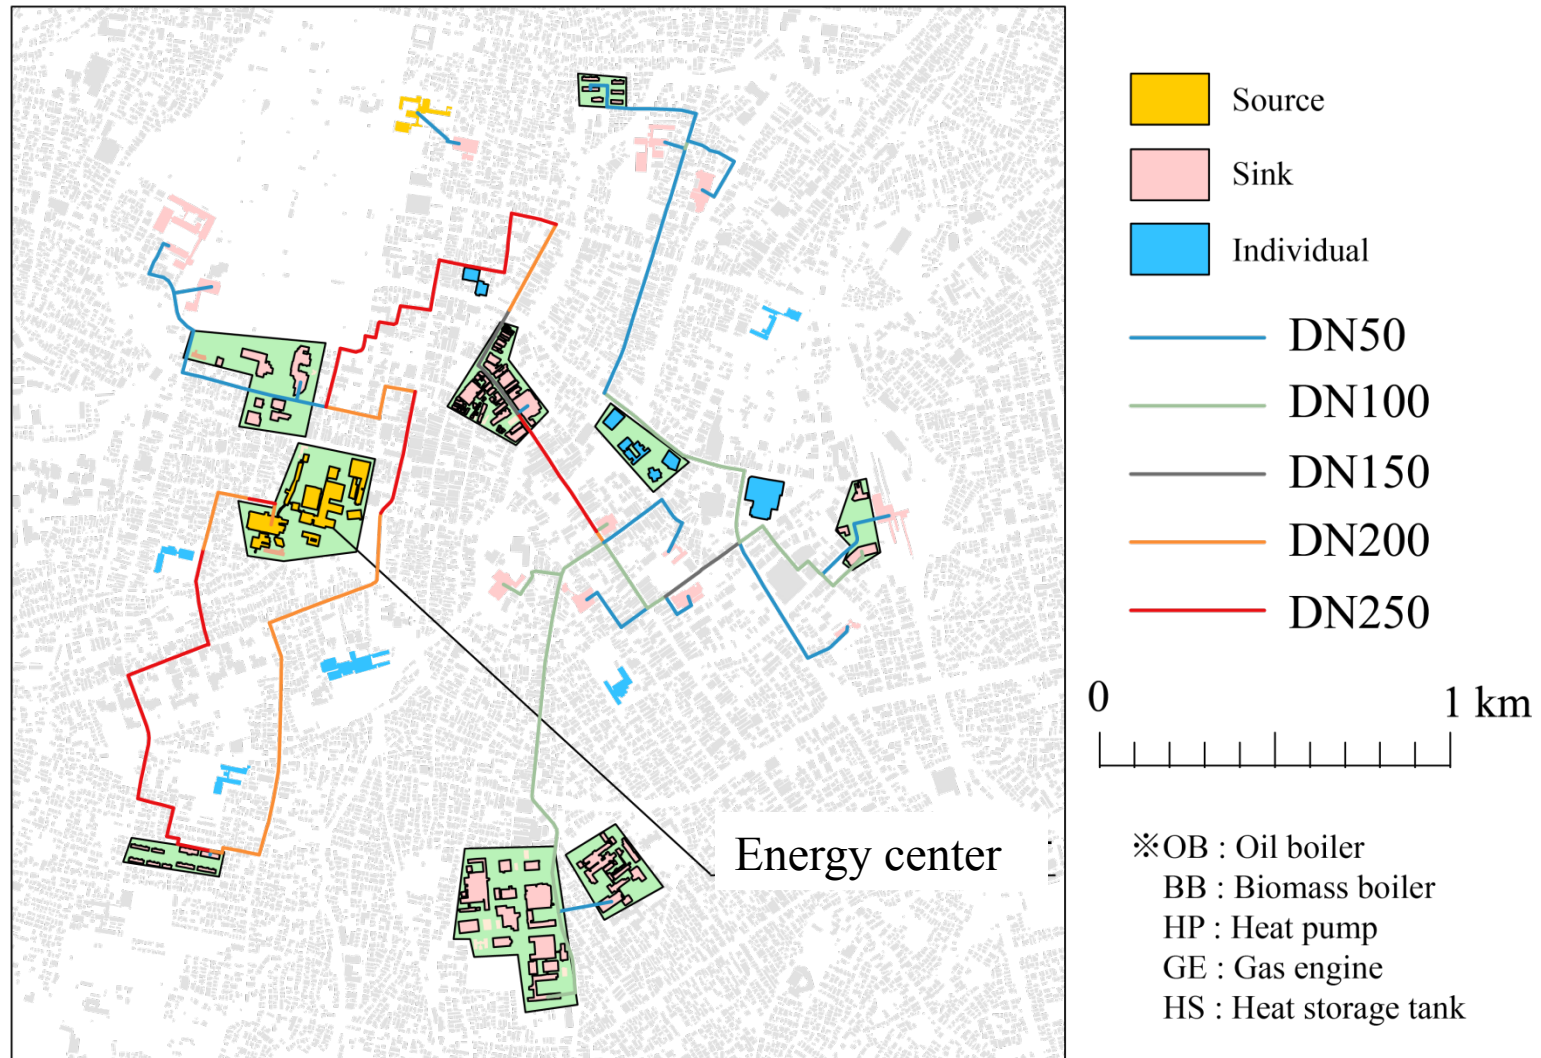 Source
Sink
Individual
DN50
DN100
DN150
DN200
DN250
0 1 km
Energy center
※OB : Oil boiler
BB : Biomass boiler
HP : Heat pump
GE : Gas engine
HS : Heat storage tank